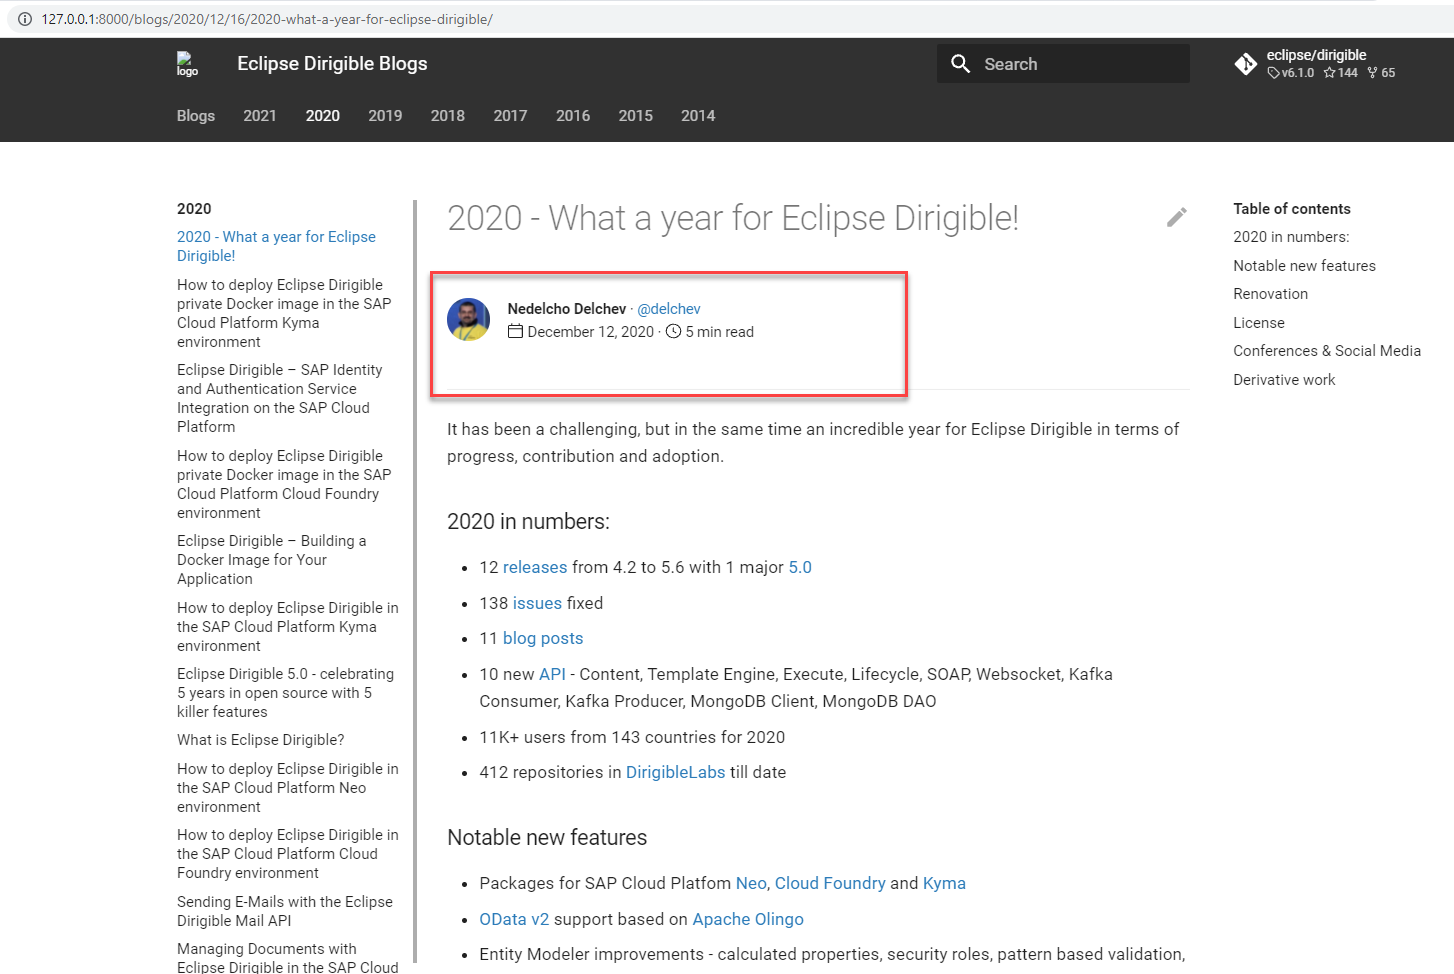 127.0.0.1:8000/blogs/2020/12/16/2020-what-a-year-for-eclipse-dirigible/
logo
Eclipse Dirigible Blogs
Search
eclipse/dirigible
v6.1.0 144 65
Blogs 2021 2020 2019 2018 2017 2016 2015 2014
2020
2020 - What a year for Eclipse
Dirigible!
How to deploy Eclipse Dirigible
private Docker image in the SAP
Cloud Platform Kyma
environment
Eclipse Dirigible – SAP Identity
and Authentication Service
Integration on the SAP Cloud
Platform
How to deploy Eclipse Dirigible
private Docker image in the SAP
Cloud Platform Cloud Foundry
environment
Eclipse Dirigible – Building a
Docker Image for Your
Application
How to deploy Eclipse Dirigible in
the SAP Cloud Platform Kyma
environment
Eclipse Dirigible 5.0 - celebrating
5 years in open source with 5
killer features
What is Eclipse Dirigible?
How to deploy Eclipse Dirigible in
the SAP Cloud Platform Neo
environment
How to deploy Eclipse Dirigible in
the SAP Cloud Platform Cloud
Foundry environment
Sending E-Mails with the Eclipse
Dirigible Mail API
Managing Documents with
Eclipse Dirigible in the SAP Cloud
2020 - What a year for Eclipse Dirigible!
Nedelcho Delchev · @delchev
December 12, 2020 · 5 min read
It has been a challenging, but in the same time an incredible year for Eclipse Dirigible in terms of
progress, contribution and adoption.
2020 in numbers:
• 12 releases from 4.2 to 5.6 with 1 major 5.0
• 138 issues fixed
• 11 blog posts
• 10 new API - Content, Template Engine, Execute, Lifecycle, SOAP, Websocket, Kafka
Consumer, Kafka Producer, MongoDB Client, MongoDB DAO
• 11K+ users from 143 countries for 2020
• 412 repositories in DirigibleLabs till date
Notable new features
• Packages for SAP Cloud Platfom Neo, Cloud Foundry and Kyma
• OData v2 support based on Apache Olingo
• Entity Modeler improvements - calculated properties, security roles, pattern based validation,
Table of contents
2020 in numbers:
Notable new features
Renovation
License
Conferences & Social Media
Derivative work